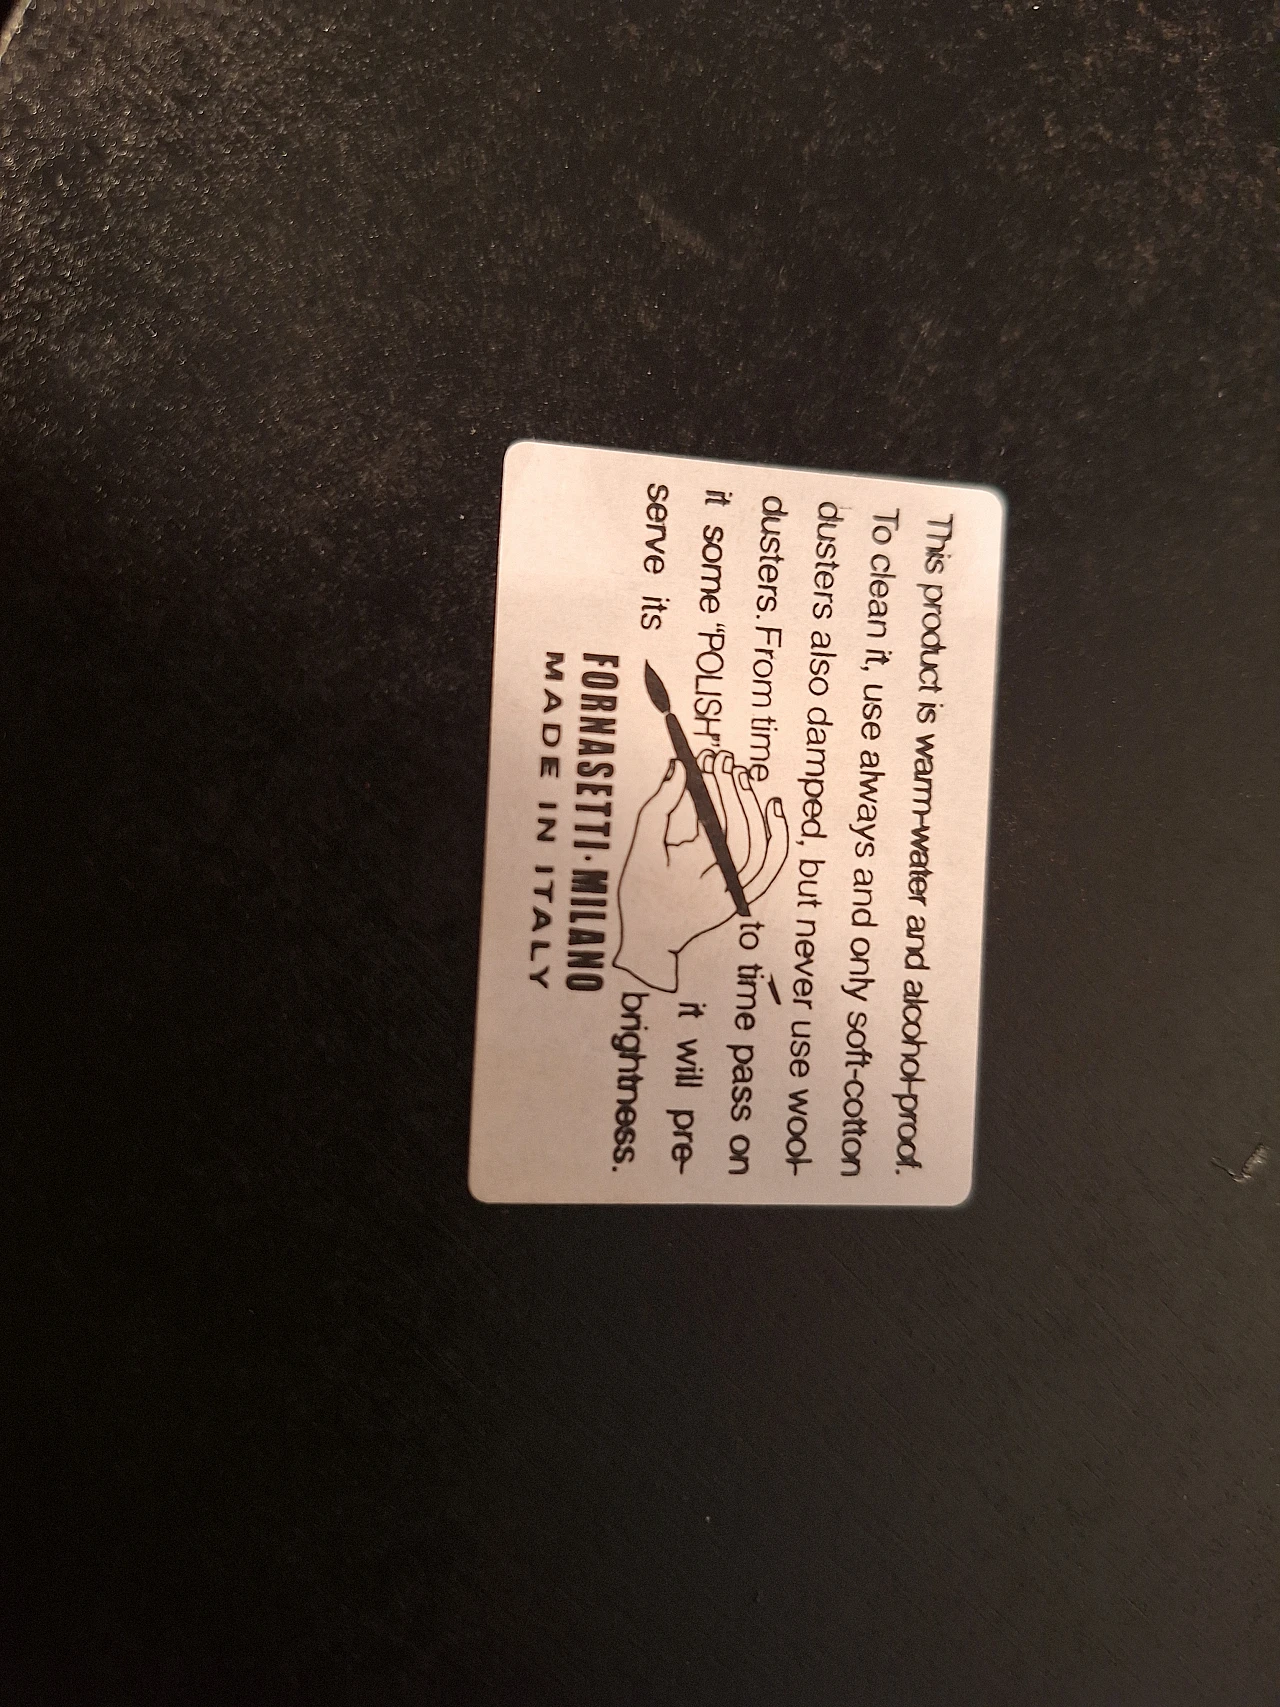 This product is warm-water and alcohol-proof.
To clean it, use always and only soft-cotton
dusters also damped, but never use wool-
dusters. From time to time pass on
it some "POLISH" it will pre-
serve its brightness.
FORNASETTI·MILANO
MADE IN ITALY